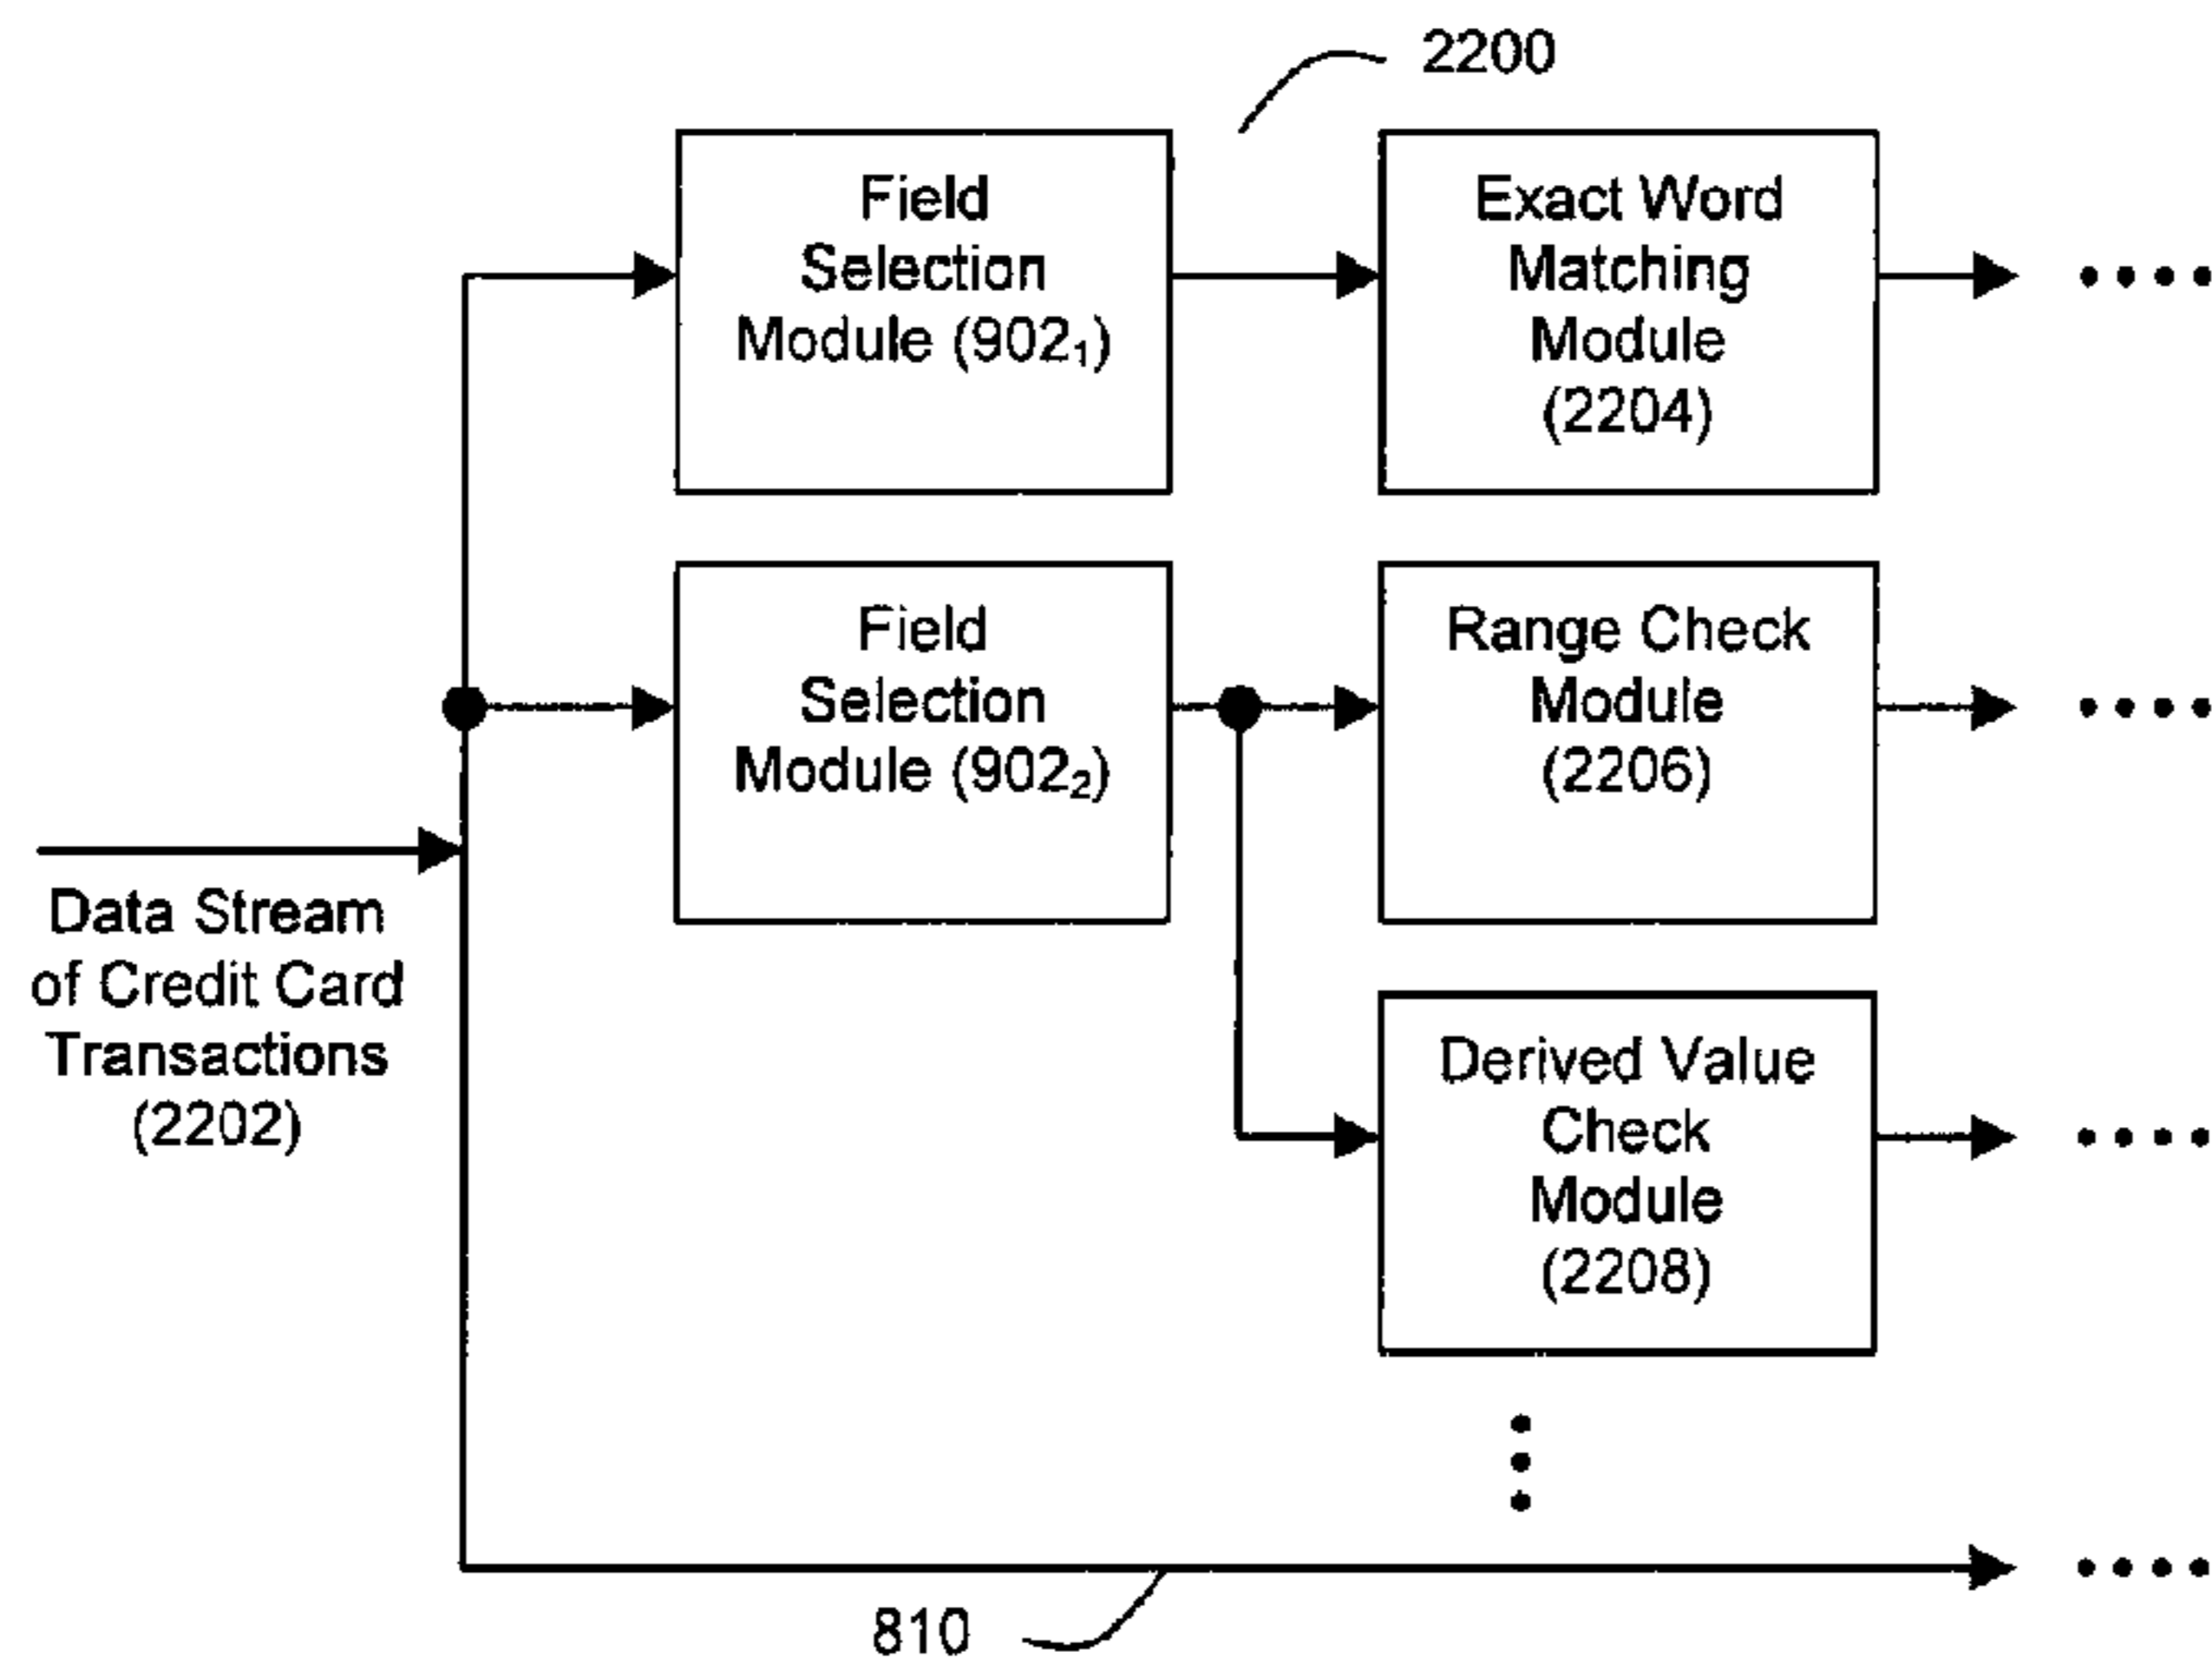 2200
Field
Selection
Module (902₁)
Exact Word
Matching
Module
(2204)
Field
Selection
Module (902₂)
Range Check
Module
(2206)
Data Stream
of Credit Card
Transactions
(2202)
Derived Value
Check
Module
(2208)
810